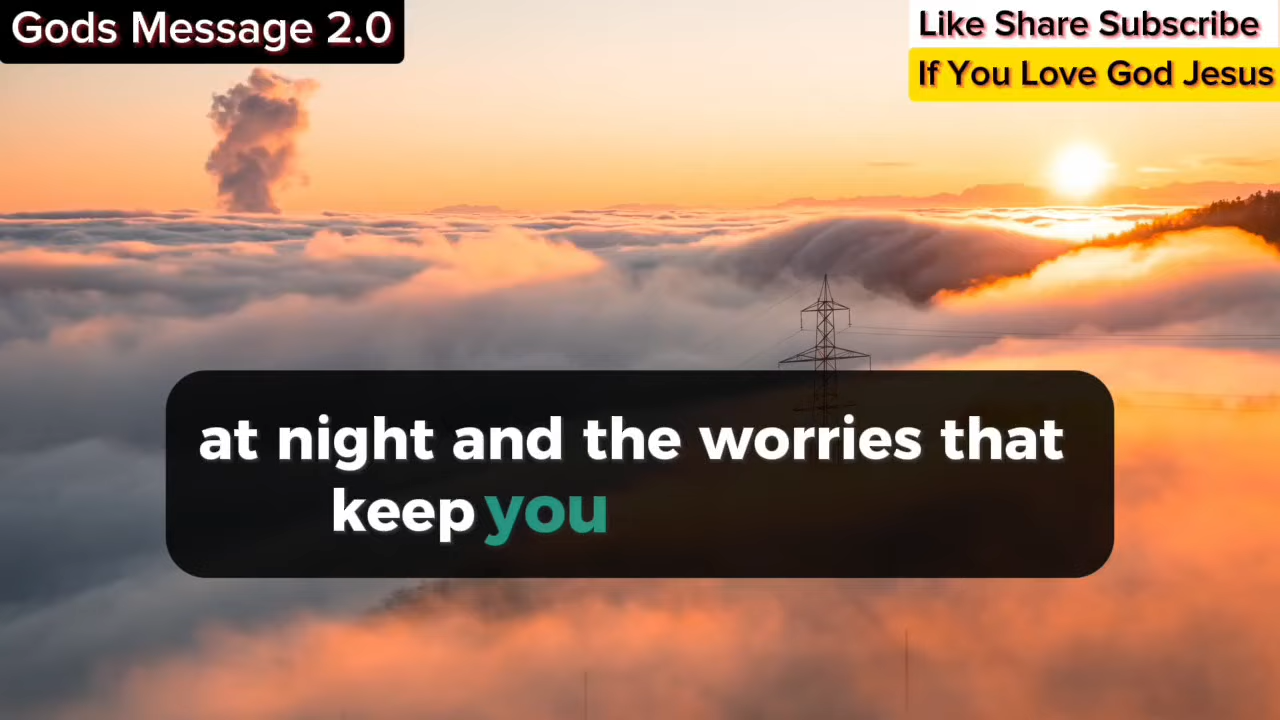 Gods Message 2.0
Like Share Subscribe
If You Love God Jesus
at night and the worries that
keep you